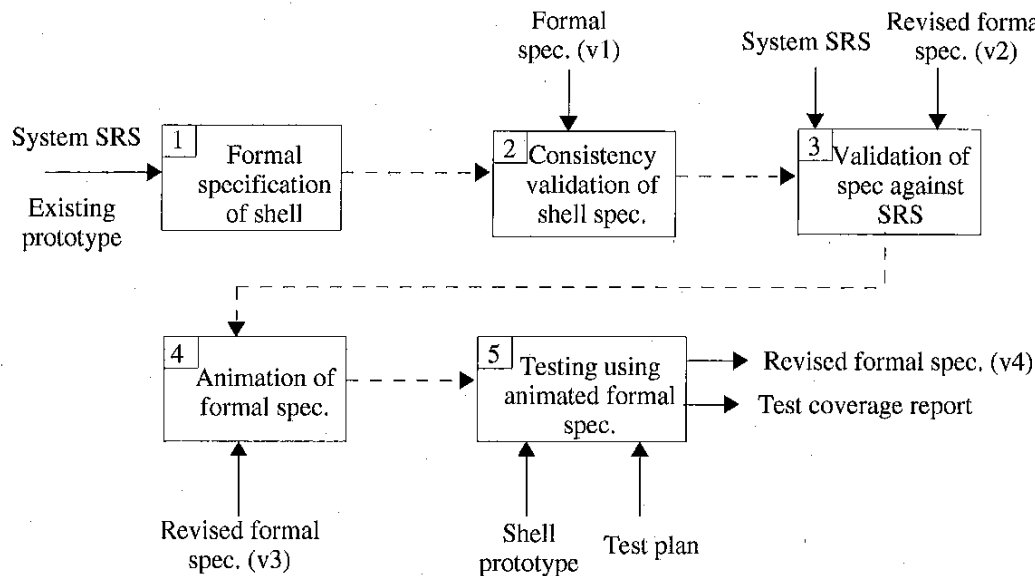 Formal
spec. (v1)
System SRS
Revised forma
spec. (v2)
System SRS
Existing
prototype
1
Formal
specification
of shell
2 Consistency
validation of
shell spec.
3 Validation of
spec against
SRS
4
Animation of
formal spec.
5
Testing using
animated formal
spec.
Revised formal spec. (v4)
Test coverage report
Revised formal
spec. (v3)
Shell
prototype
Test plan